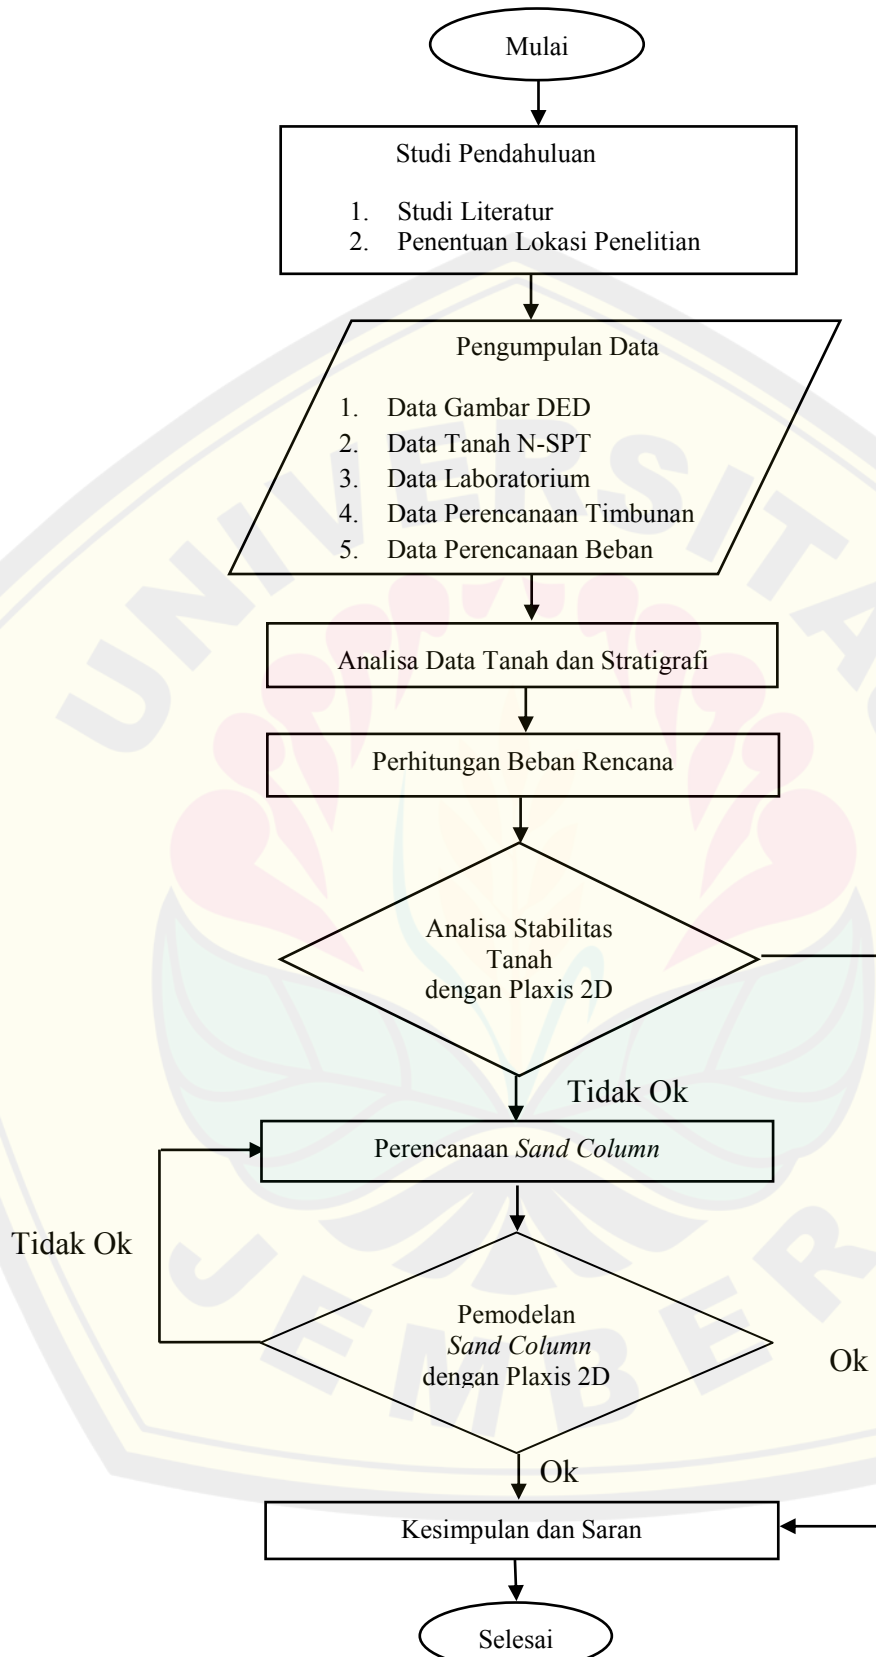 Mulai
Studi Pendahuluan
1. Studi Literatur
2. Penentuan Lokasi Penelitian
Pengumpulan Data
1. Data Gambar DED
2. Data Tanah N-SPT
3. Data Laboratorium
4. Data Perencanaan Timbunan
5. Data Perencanaan Beban
Analisa Data Tanah dan Stratigrafi
Perhitungan Beban Rencana
Analisa Stabilitas
Tanah
dengan Plaxis 2D
Tidak Ok
Perencanaan Sand Column
Tidak Ok
Pemodelan
Sand Column
dengan Plaxis 2D
Ok
Ok
Kesimpulan dan Saran
Selesai
UNIVERSITAS
JEMBER